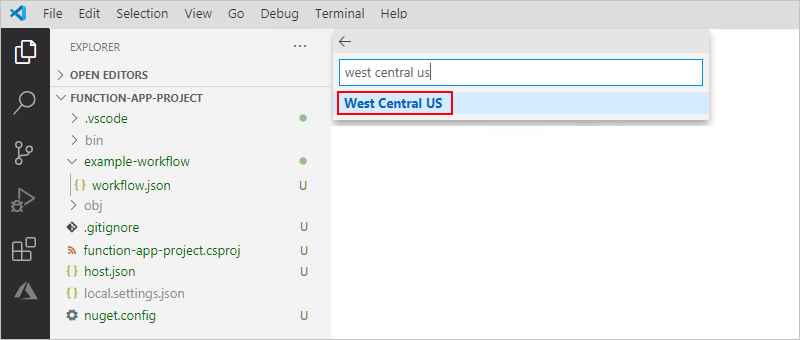 File Edit Selection View Go Debug Terminal Help
EXPLORER ...
OPEN EDITORS
FUNCTION-APP-PROJECT
.vscode
bin
example-workflow
{} workflow.json U
obj
.gitignore U
function-app-project.csproj U
{} host.json U
{} local.settings.json
nuget.config U
west central us
West Central US